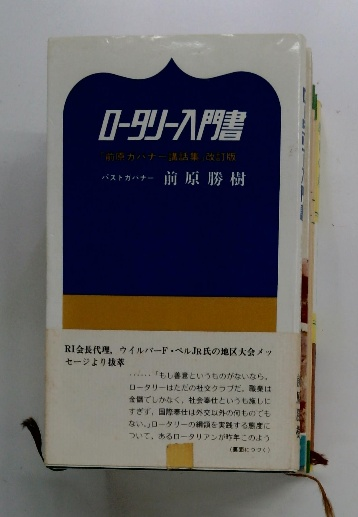 ロータリー入門書
「前原ガバナー講話集」改訂版
パストガバナー 前原勝樹
RI会長代理、ウイルバーF・ペルJR氏の地区大会メッ
セージより抜萃
……「もし善意というものがないなら、
ロータリーはただの社交クラブだ。職業は
金儲でしかなく、社会奉仕というも施しに
すぎず、国際奉仕は外交以外の何ものでも
ない。」ロータリーの綱領を実践する態度に
ついて、あるロータリアンが昨年このよう
(裏面につづく)